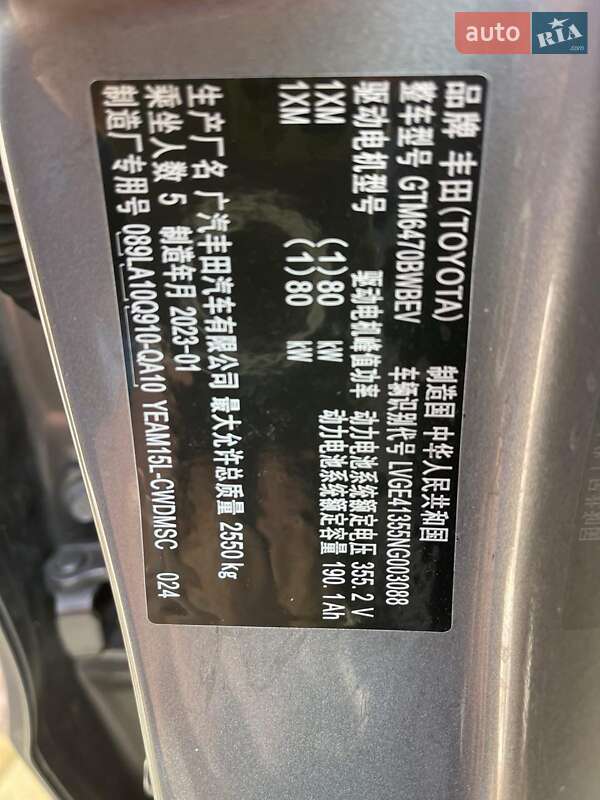 auto RIA.com
品牌 丰田(TOYOTA) 制造国 中华人民共和国
整车型号 GTM6470BWBEV 车辆识别代号 LVGE41355NG003088
驱动电机型号 驱动电机峰值功率 动力电池系统额定电压 355.2 V
1XM (1)80 kW 动力电池系统额定容量 190.1Ah
1XM (1)80 kW
生产厂名 广汽丰田汽车有限公司 最大允许总质量 2550 kg
乘坐人数 5 制造年月 2023-01
制造厂专用号 089LA10Q910-QA10 YEAM15L-CWDMSC 024